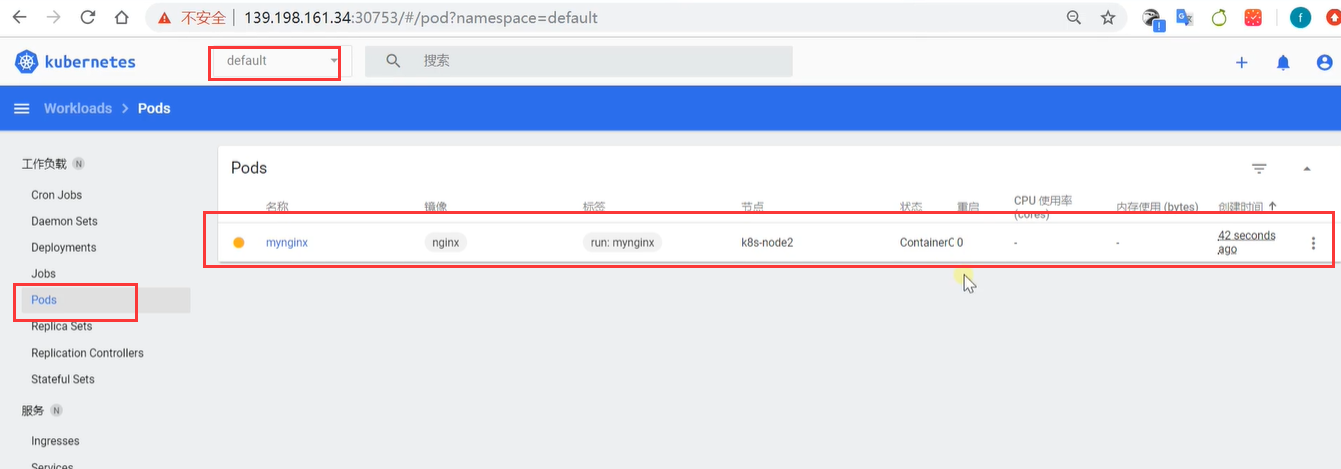 不安全 139.198.161.34:30753/#/pod?namespace=default
f
kubernetes
default
搜索
Workloads > Pods
工作负载 N
Cron Jobs
Daemon Sets
Deployments
Jobs
Pods
Replica Sets
Replication Controllers
Stateful Sets
服务 N
Ingresses
Services
Pods
名称 镜像 标签 节点 状态 重启 CPU 使用率 (cores) 内存使用 (bytes) 创建时间
mynginx nginx run: mynginx k8s-node2 ContainerC 0 - - 42 seconds ago